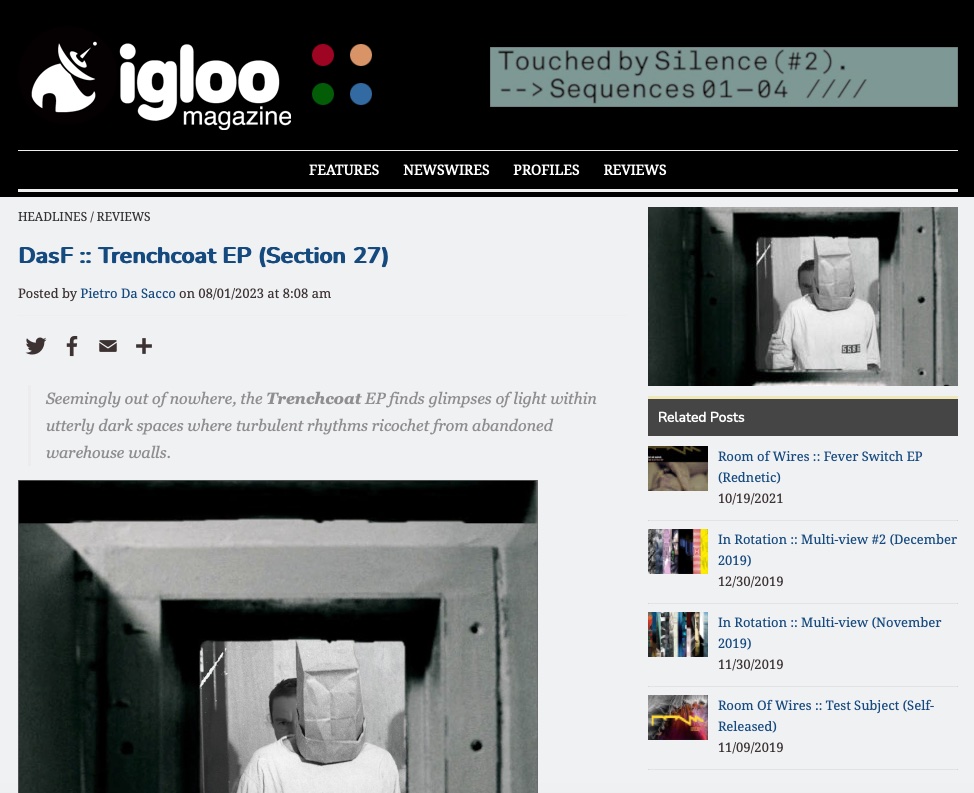 igloo
magazine
Touched by Silence (#2).
--> Sequences 01—04 ////
FEATURES NEWSWIRES PROFILES REVIEWS
HEADLINES / REVIEWS
DasF :: Trenchcoat EP (Section 27)
Posted by Pietro Da Sacco on 08/01/2023 at 8:08 am
Seemingly out of nowhere, the Trenchcoat EP finds glimpses of light within
utterly dark spaces where turbulent rhythms ricochet from abandoned
warehouse walls.
Related Posts
Room of Wires :: Fever Switch EP
(Rednetic)
10/19/2021
In Rotation :: Multi-view #2 (December
2019)
12/30/2019
In Rotation :: Multi-view (November
2019)
11/30/2019
Room Of Wires :: Test Subject (Self-
Released)
11/09/2019